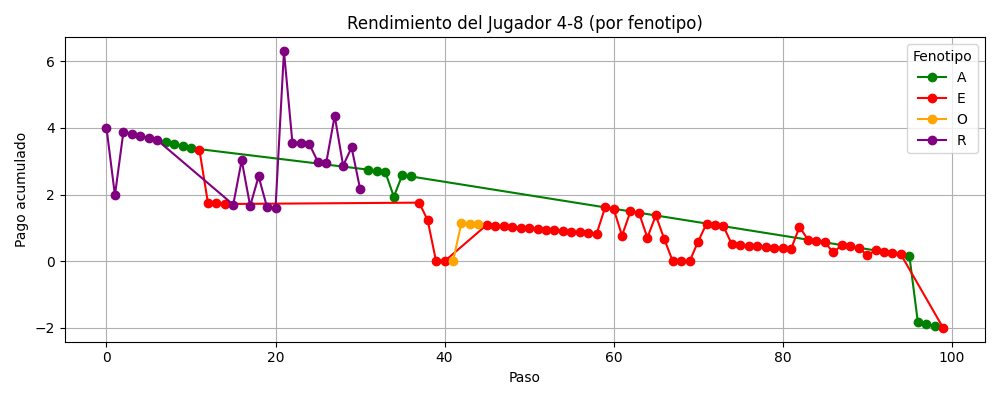 Rendimiento del Jugador 4-8 (por fenotipo)
Pago acumulado
6
4
2
0
−2
Fenotipo
A
E
O
R
0 20 40 60 80 100
Paso